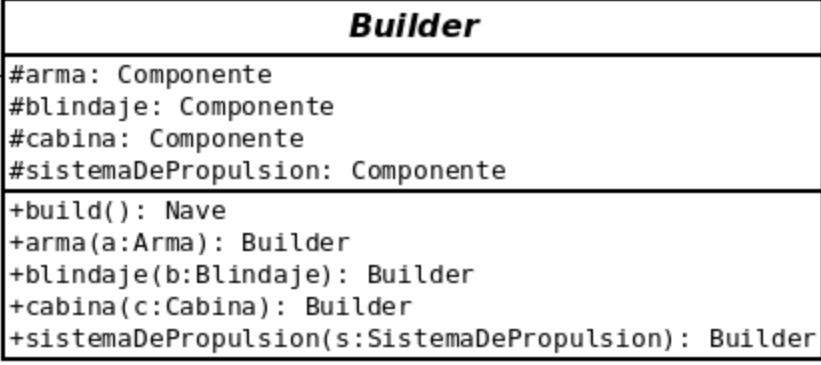 Builder
#arma: Componente
#blindaje: Componente
#cabina: Componente
#sistemaDePropulsion: Componente
+build(): Nave
+arma(a:Arma): Builder
+blindaje(b:Blindaje): Builder
+cabina(c:Cabina): Builder
+sistemaDePropulsion(s:SistemaDePropulsion): Builder